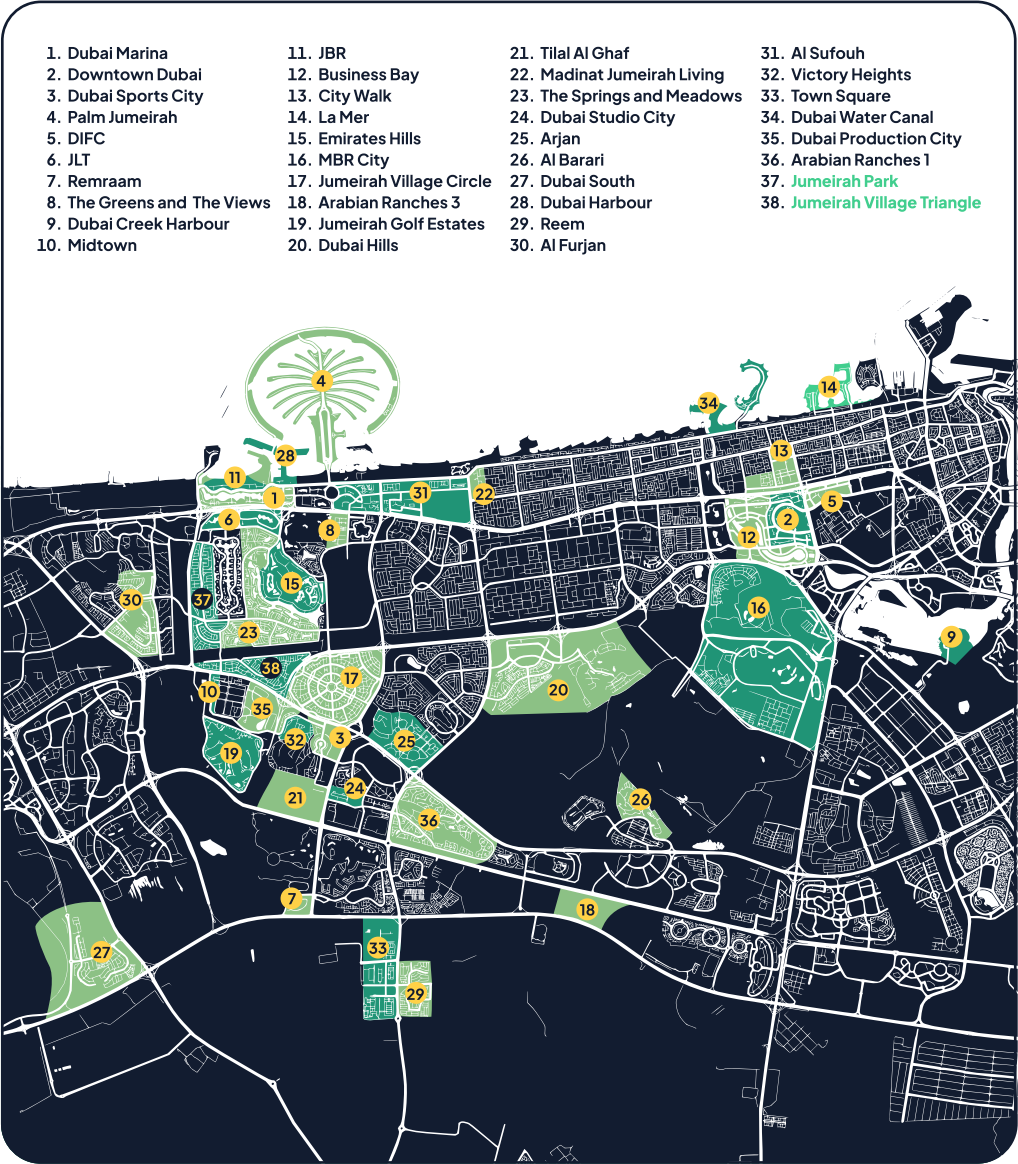 1. Dubai Marina
2. Downtown Dubai
3. Dubai Sports City
4. Palm Jumeirah
5. DIFC
6. JLT
7. Remraam
8. The Greens and The Views
9. Dubai Creek Harbour
10. Midtown
11. JBR
12. Business Bay
13. City Walk
14. La Mer
15. Emirates Hills
16. MBR City
17. Jumeirah Village Circle
18. Arabian Ranches 3
19. Jumeirah Golf Estates
20. Dubai Hills
21. Tilal Al Ghaf
22. Madinat Jumeirah Living
23. The Springs and Meadows
24. Dubai Studio City
25. Arjan
26. Al Barari
27. Dubai South
28. Dubai Harbour
29. Reem
30. Al Furjan
31. Al Sufouh
32. Victory Heights
33. Town Square
34. Dubai Water Canal
35. Dubai Production City
36. Arabian Ranches 1
37. Jumeirah Park
38. Jumeirah Village Triangle
4
14
34
13
28
11
31
22
1
5
6
2
8
12
15
30
37
16
23
9
38
17
20
10
35
32
3
25
19
24
21
26
36
7
18
33
27
29